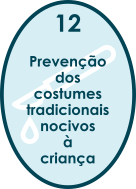 12
Prevenção
dos
costumes
tradicionais
nocivos
à
criança